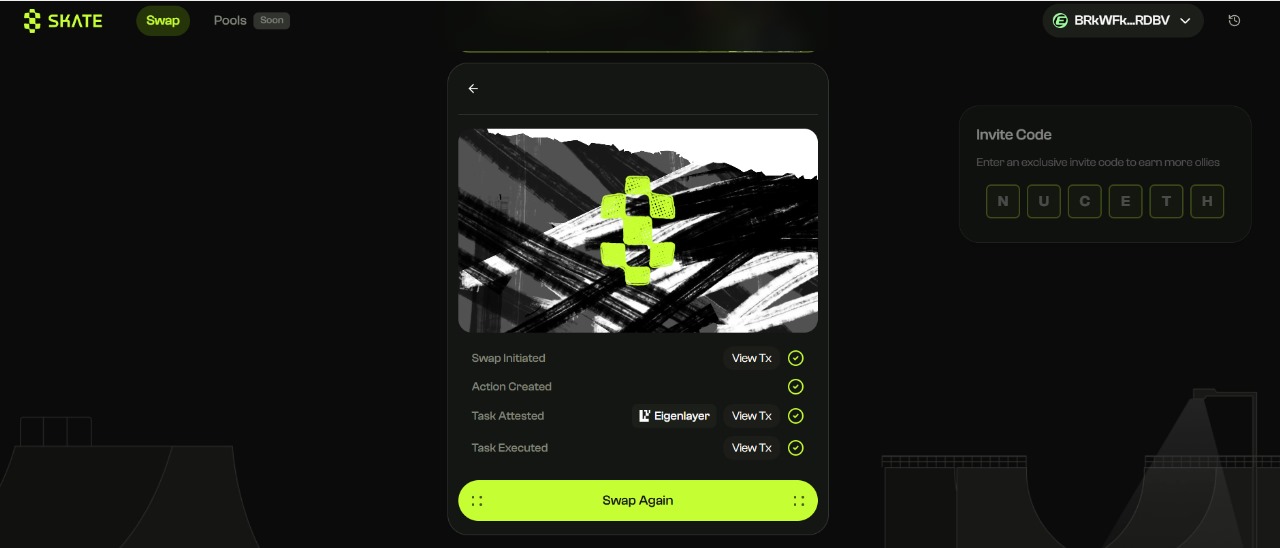 SKATE
Swap
Pools Soon
BRkWFk...RDBV
Invite Code
Enter an exclusive invite code to earn more ollies
N U C E T H
Swap Initiated View Tx
Action Created
Task Attested Eigenlayer View Tx
Task Executed View Tx
Swap Again